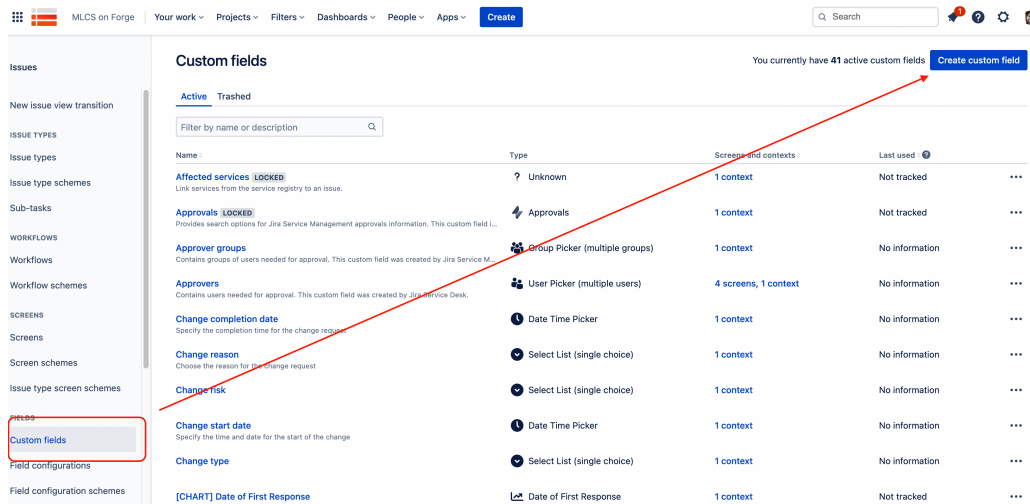 MLCS on Forge Your work Projects Filters Dashboards People Apps Create Search 1
Issues
New issue view transition
ISSUE TYPES
Issue types
Issue type schemes
Sub-tasks
WORKFLOWS
Workflows
Workflow schemes
SCREENS
Screens
Screen schemes
Issue type screen schemes
FIELDS
Custom fields
Field configurations
Field configuration schemes
Custom fields
You currently have 41 active custom fields Create custom field
Active Trashed
Filter by name or description
Name Type Screens and contexts Last used
Affected services LOCKED ? Unknown 1 context Not tracked
Link services from the service registry to an issue.
Approvals LOCKED Approvals 1 context Not tracked
Provides search options for Jira Service Management approvals information. This custom field i...
Approver groups Group Picker (multiple groups) 1 context No information
Contains groups of users needed for approval. This custom field was created by Jira Service M...
Approvers User Picker (multiple users) 4 screens, 1 context No information
Contains users needed for approval. This custom field was created by Jira Service Desk.
Change completion date Date Time Picker 1 context No information
Specify the completion time for the change request
Change reason Select List (single choice) 1 context No information
Choose the reason for the change request
Change risk Select List (single choice) 1 context No information
Change start date Date Time Picker 1 context No information
Specify the time and date for the start of the change
Change type Select List (single choice) 1 context No information
[CHART] Date of First Response Date of First Response 1 context Not tracked